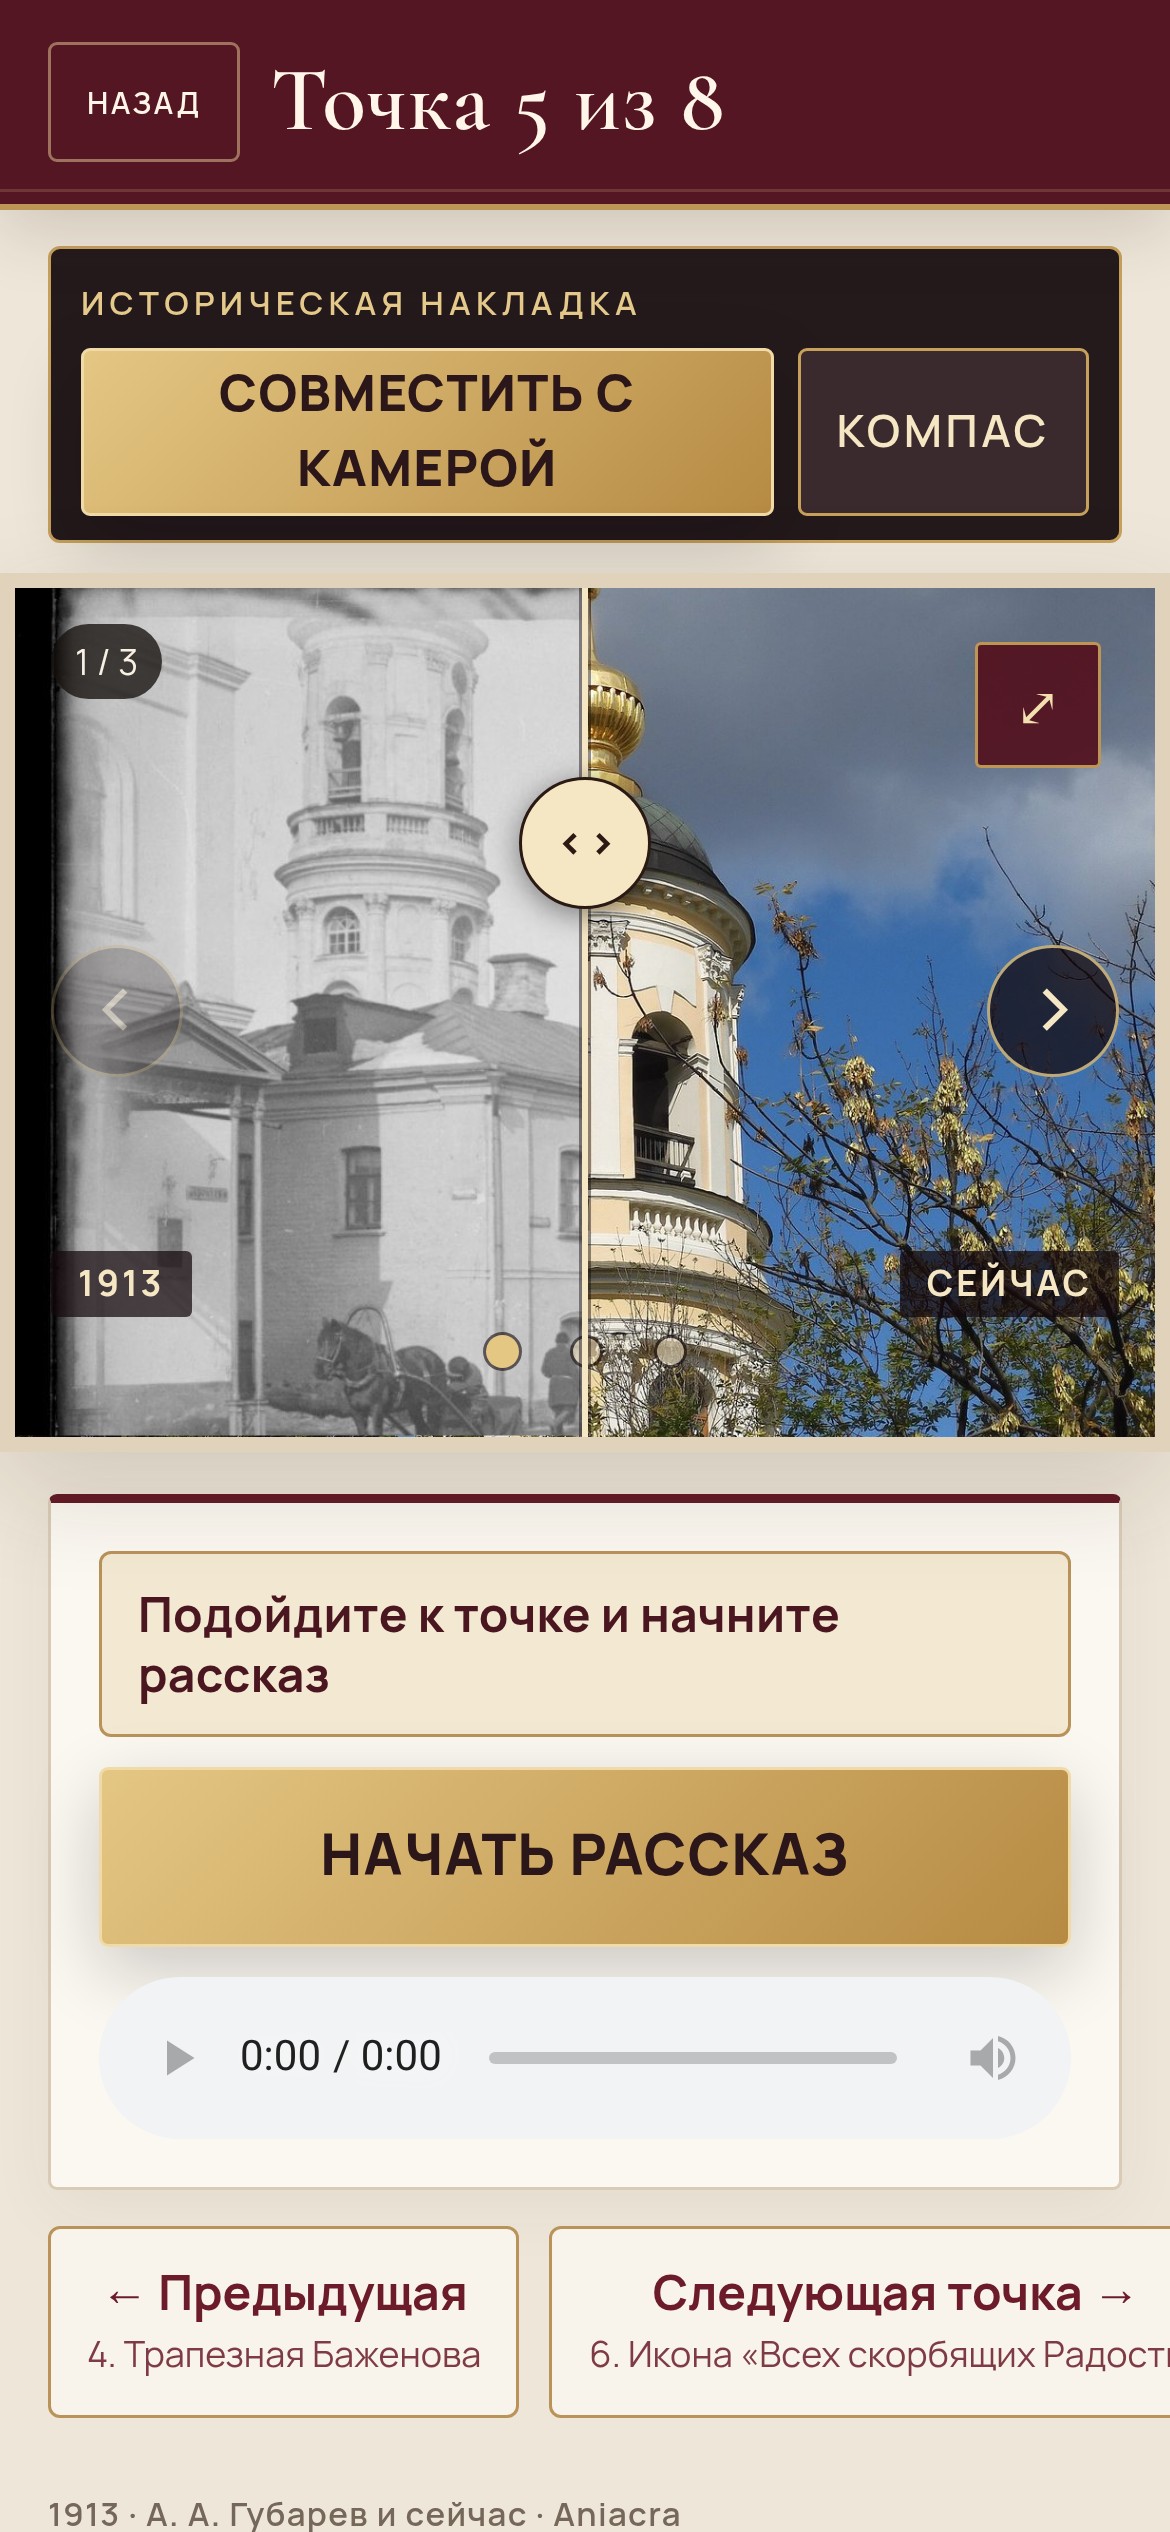 НАЗАД
Точка 5 из 8
ИСТОРИЧЕСКАЯ НАКЛАДКА
СОВМЕСТИТЬ С
КАМЕРОЙ
КОМПАС
1 / 3
1913
СЕЙЧАС
Подойдите к точке и начните
рассказ
НАЧАТЬ РАССКАЗ
0:00 / 0:00
← Предыдущая
4. Трапезная Баженова
Следующая точка →
6. Икона «Всех скорбящих
1913 · А. А. Губарев и сейчас · Aniacra